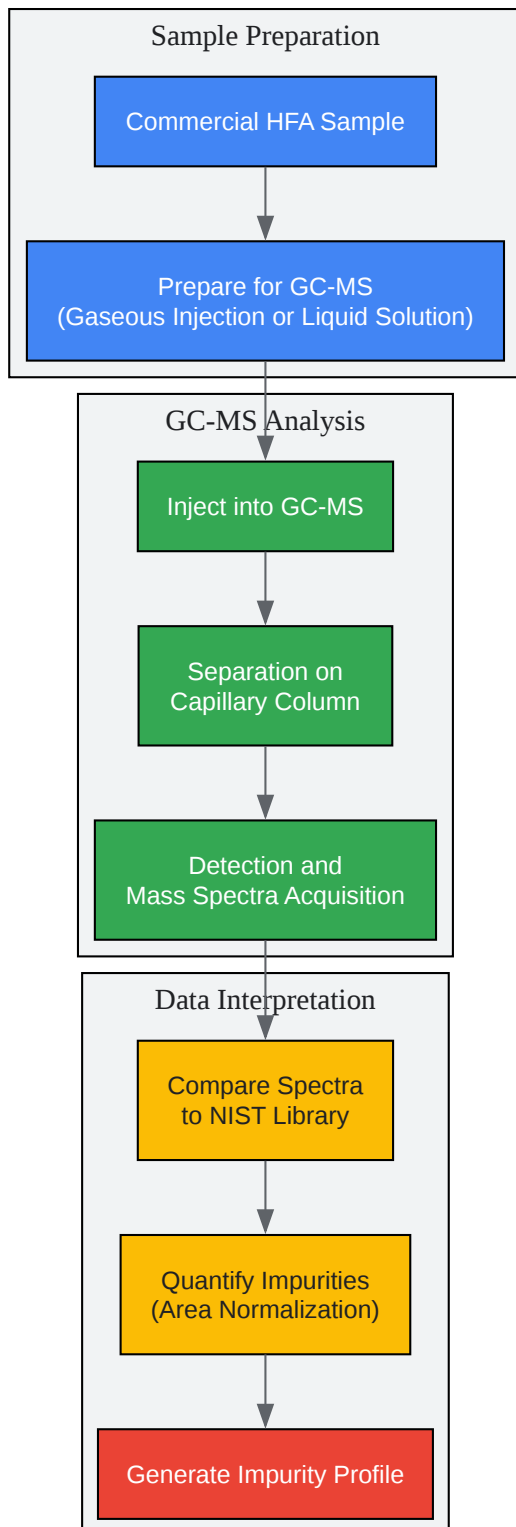 Sample Preparation
Commercial HFA Sample
Prepare for GC-MS
(Gaseous Injection or Liquid Solution)
GC-MS Analysis
Inject into GC-MS
Separation on
Capillary Column
Detection and
Mass Spectra Acquisition
Data Interpretation
Compare Spectra
to NIST Library
Quantify Impurities
(Area Normalization)
Generate Impurity Profile